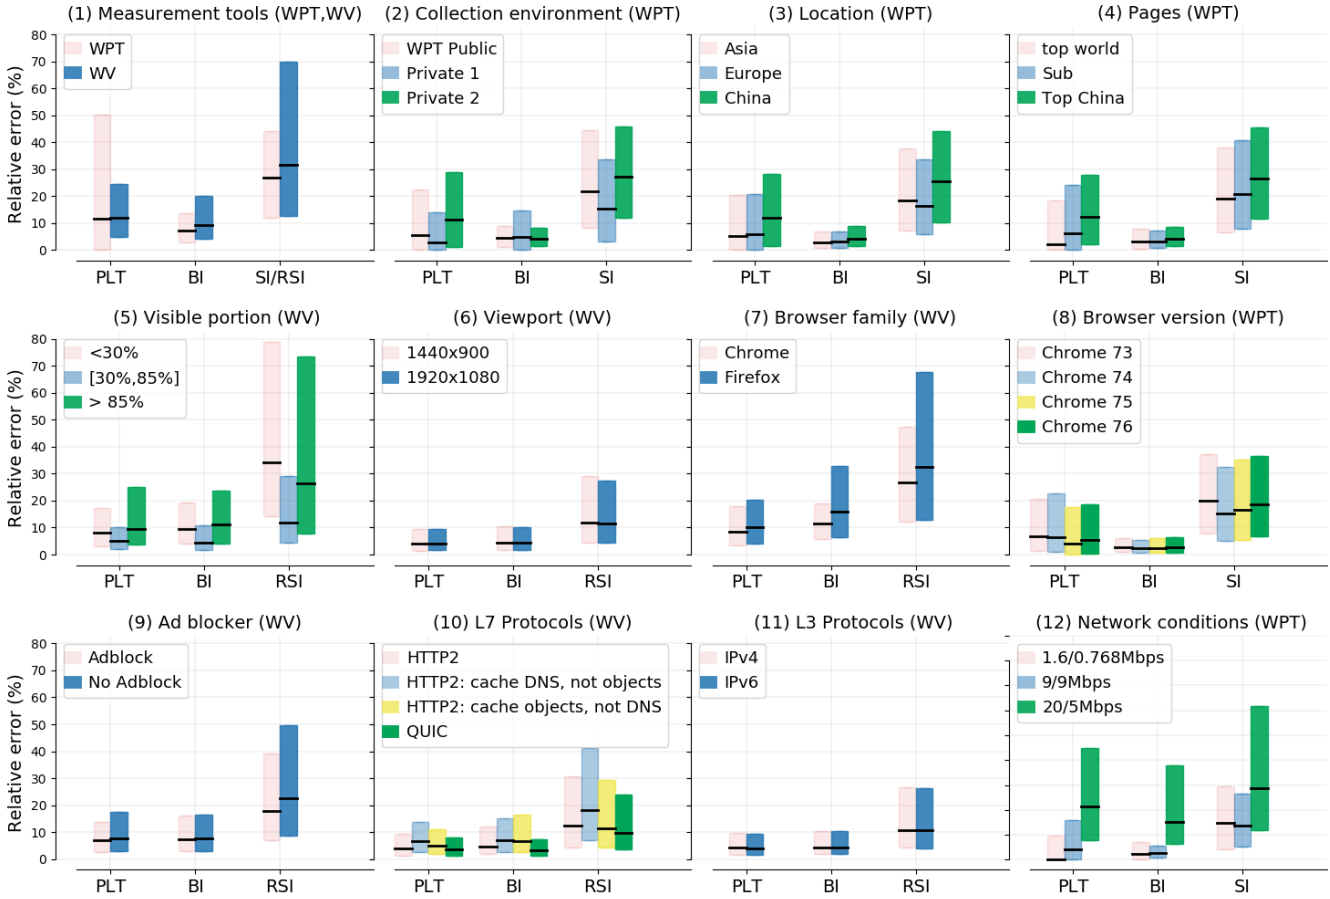 (1) Measurement tools (WPT,WV)
Relative error (%)
80
70
60
50
40
30
20
10
0
WPT
WV
PLT BI SI/RSI
(2) Collection environment (WPT)
WPT Public
Private 1
Private 2
PLT BI SI
(3) Location (WPT)
Asia
Europe
China
PLT BI SI
(4) Pages (WPT)
top world
Sub
Top China
PLT BI SI
(5) Visible portion (WV)
Relative error (%)
80
70
60
50
40
30
20
10
0
<30%
[30%,85%]
> 85%
PLT BI RSI
(6) Viewport (WV)
1440x900
1920x1080
PLT BI RSI
(7) Browser family (WV)
Chrome
Firefox
PLT BI RSI
(8) Browser version (WPT)
Chrome 73
Chrome 74
Chrome 75
Chrome 76
PLT BI SI
(9) Ad blocker (WV)
Relative error (%)
80
70
60
50
40
30
20
10
0
Adblock
No Adblock
PLT BI RSI
(10) L7 Protocols (WV)
HTTP2
HTTP2: cache DNS, not objects
HTTP2: cache objects, not DNS
QUIC
PLT BI RSI
(11) L3 Protocols (WV)
IPv4
IPv6
PLT BI RSI
(12) Network conditions (WPT)
1.6/0.768Mbps
9/9Mbps
20/5Mbps
PLT BI SI